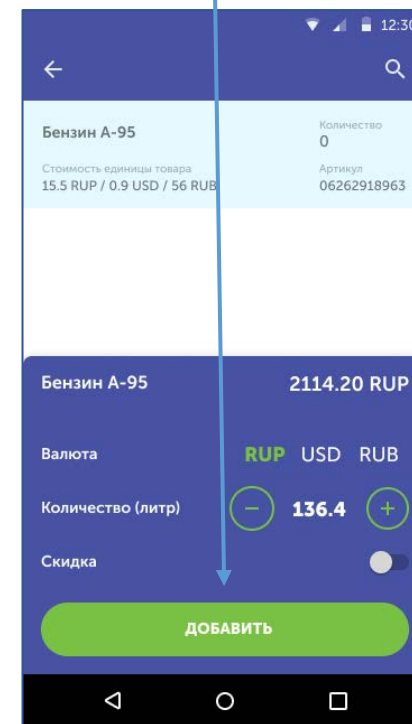 12:30
Бензин А-95
Количество
0
Стоимость единицы товара
15.5 RUP / 0.9 USD / 56 RUB
Артикул
06262918963
Бензин А-95 2114.20 RUP
Валюта RUP USD RUB
Количество (литр) 136.4
Скидка
ДОБАВИТЬ